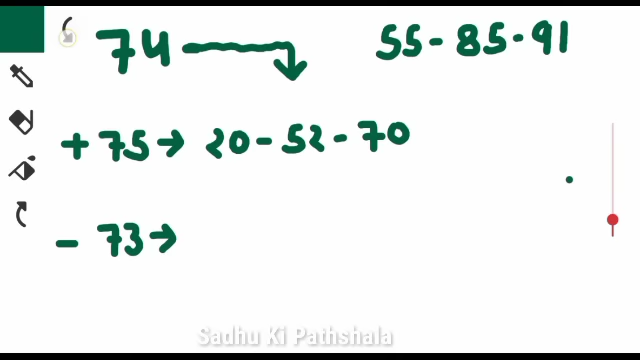 74 → 55-85-91
+ 75 → 20-52-70
- 73 →
Sadhu Ki Pathshala